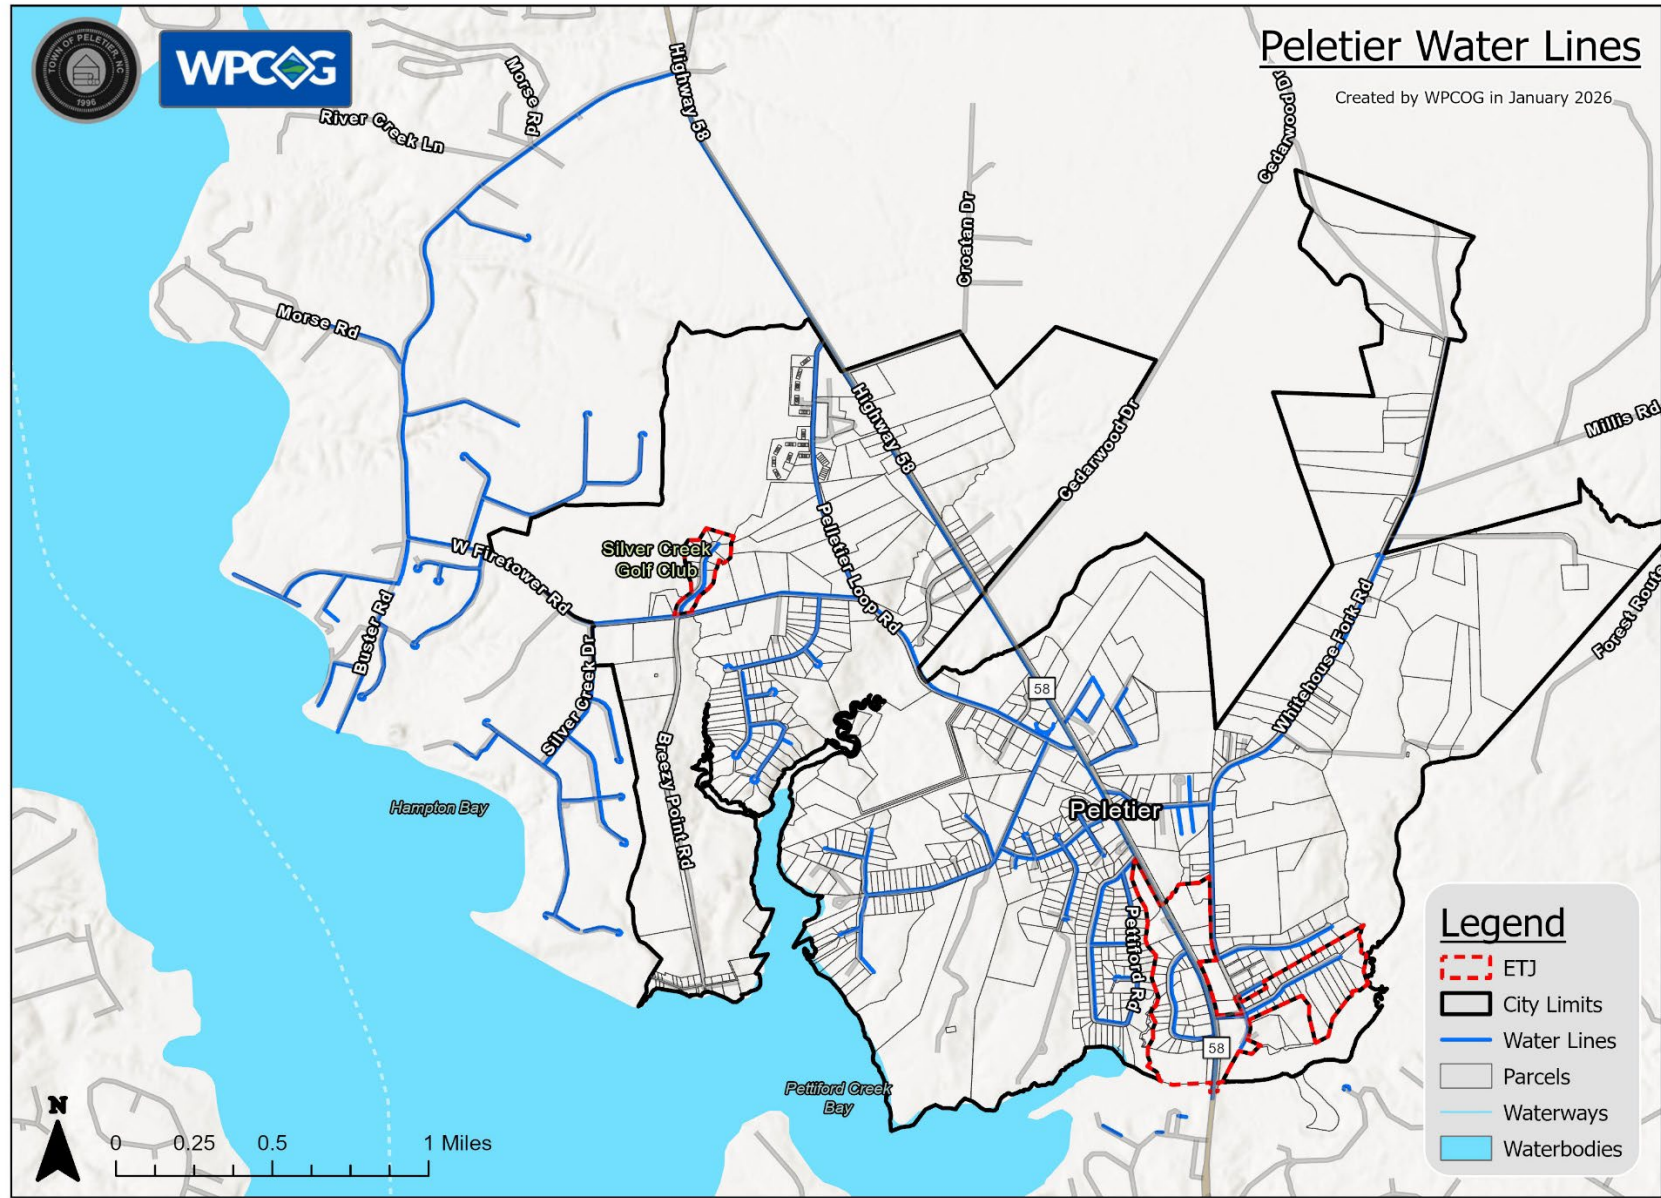 Peletier Water Lines
Created by WPCOG in January 2026
TOWN OF PELETIER, NC
1996
WPCOG
Highway 58
Morse Rd
River Creek Ln
Cedarwood Dr
Croatan Dr
Morse Rd
Highway 58
Cedarwood Dr
Millis Rd
Pelletier Loop Rd
Silver Creek
Golf Club
W Firetower Rd
Buster Rd
Silver Creek Dr
Breezy Point Rd
Whitehouse Fork Rd
Forest Route
58
Hampton Bay
Peletier
Pettiford Rd
58
Pettiford Creek
Bay
Legend
ETJ
City Limits
Water Lines
Parcels
Waterways
Waterbodies
N
0 0.25 0.5 1 Miles